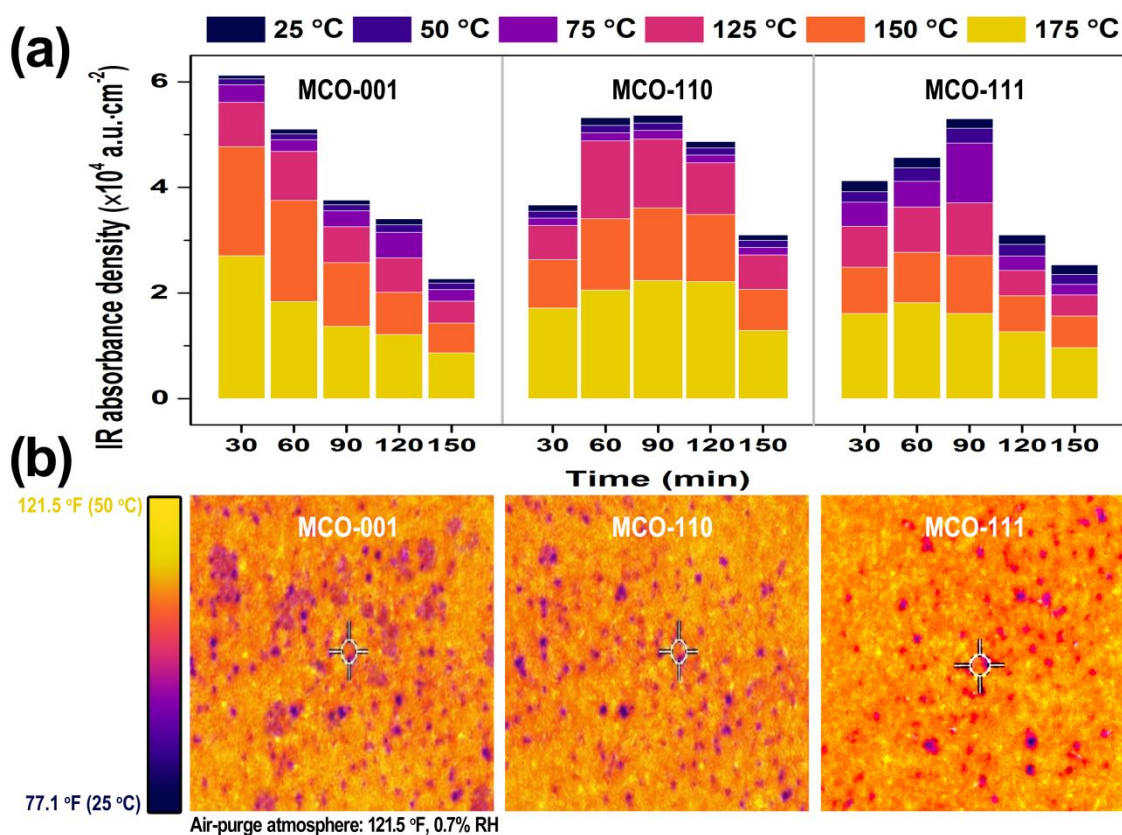 (a)
25 °C 50 °C 75 °C 125 °C 150 °C 175 °C
IR absorbance density (×10⁴ a.u.·cm⁻²)
6
4
2
0
MCO-001 MCO-110 MCO-111
30 60 90 120 150 30 60 90 120 150 30 60 90 120 150
Time (min)
(b)
121.5 °F (50 °C)
77.1 °F (25 °C)
MCO-001 MCO-110 MCO-111
Air-purge atmosphere: 121.5 °F, 0.7% RH